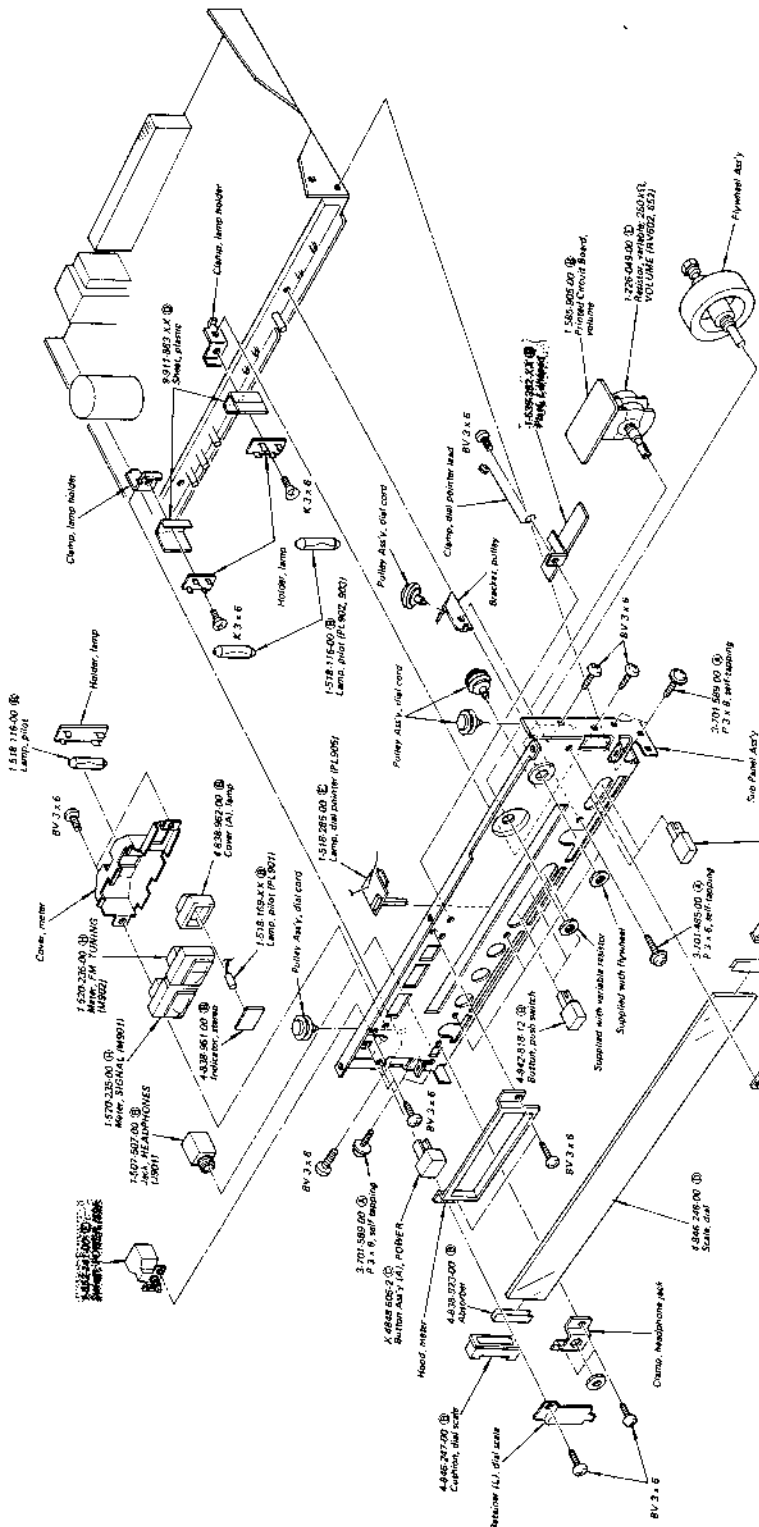 Clamp, lamp holder
9-911-863-XX Ⓓ
Sheet, plastic
Clamp, lamp holder
K 3 x 6
K 3 x 6
Holder, lamp
1-518-116-00 Ⓑ
Lamp, pilot (PL902, 903)
1-518-116-00 Ⓑ
Lamp, pilot
Holder, lamp
BV 3 x 6
Cover, meter
1-520-226-00 Ⓗ
Meter, FM TUNING
(M902)
1-520-235-00 Ⓗ
Meter, SIGNAL (M901)
1-507-507-00 Ⓑ
Jack, HEADPHONES
(J901)
4-838-962-00 Ⓑ
Cover (A), lamp
1-518-169-XX Ⓑ
Lamp, pilot (PL901)
4-838-961-00 Ⓑ
Indicator, stereo
Pulley Ass'y, dial cord
1-518-285-00 Ⓔ
Lamp, dial pointer (PL905)
Pulley Ass'y, dial cord
Pulley Ass'y, dial cord
Bracket, pulley
Clamp, dial pointer lead
BV 3 x 6
1-585-905-00 Ⓑ
Printed Circuit Board,
volume
1-226-049-00 Ⓔ
Resistor, variable; 250 kΩ,
VOLUME (RV602, 652)
Flywheel Ass'y
BV 3 x 6
3-701-589-00 Ⓐ
P 3 x 8, self-tapping
Sub Panel Ass'y
3-701-465-00 Ⓐ
P 3 x 6, self-tapping
Supplied with flywheel
Supplied with variable resistor
4-842-818-12 Ⓑ
Button, push switch
BV 3 x 6
BV 3 x 6
BV 3 x 6
3-701-589-00 Ⓐ
P 3 x 8, self tapping
X-4848-606-2 Ⓒ
Button Ass'y (A), POWER
Hood, meter
4-838-923-00 Ⓑ
Absorber
4-846-247-00 Ⓑ
Cushion, dial scale
Retainer (L), dial scale
BV 3 x 6
Clamp, headphone jack
4-846-246-00 Ⓓ
Scale, dial